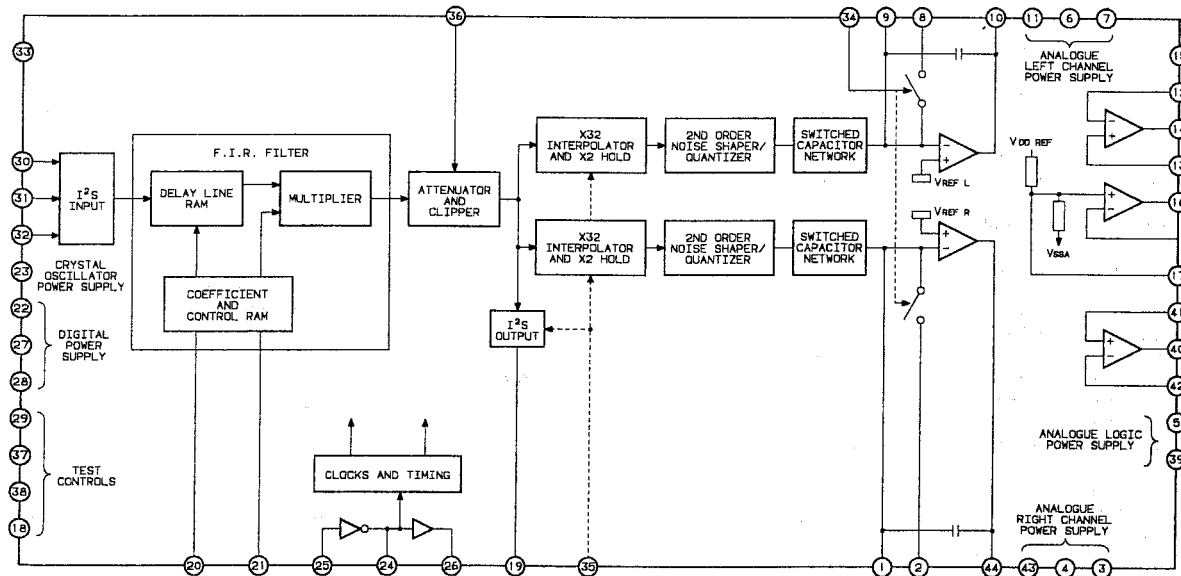 36
34
9
8
10
11
6
7
33
ANALOGUE
LEFT CHANNEL
POWER SUPPLY
15
14
13
F.I.R. FILTER
X32
INTERPOLATOR
AND X2 HOLD
2ND ORDER
NOISE SHAPER/
QUANTIZER
SWITCHED
CAPACITOR
NETWORK
VDD REF
30
31
32
I²S
INPUT
DELAY LINE
RAM
MULTIPLIER
ATTENUATOR
AND
CLIPPER
VREF L
16
VREF R
VSSA
X32
INTERPOLATOR
AND X2 HOLD
2ND ORDER
NOISE SHAPER/
QUANTIZER
SWITCHED
CAPACITOR
NETWORK
23
CRYSTAL
OSCILLATOR
POWER SUPPLY
17
COEFFICIENT
AND
CONTROL RAM
22
27
28
DIGITAL
POWER
SUPPLY
I²S
OUTPUT
41
40
42
29
37
38
18
TEST
CONTROLS
5
39
ANALOGUE LOGIC
POWER SUPPLY
CLOCKS AND TIMING
ANALOGUE
RIGHT CHANNEL
POWER SUPPLY
20
21
25
24
26
19
35
1
2
44
43
4
3